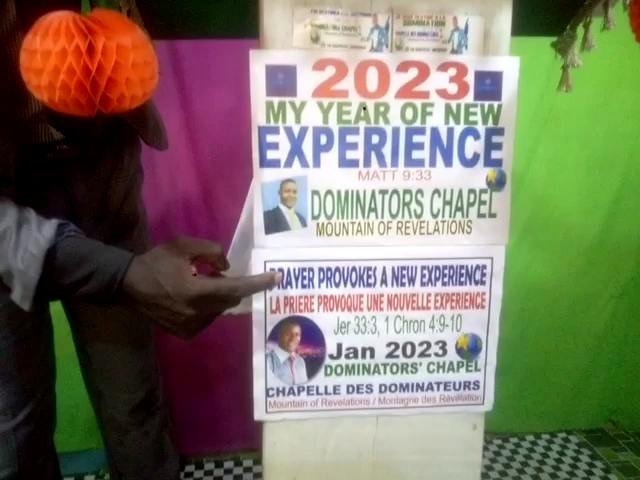 DOMINATION
2023
MY YEAR OF NEW
EXPERIENCE
MATT 9:33
DOMINATORS CHAPEL
MOUNTAIN OF REVELATIONS
PRAYER PROVOKES A NEW EXPERIENCE
LA PRIERE PROVOQUE UNE NOUVELLE EXPERIENCE
Jer 33:3, 1 Chron 4:9-10
Jan 2023
DOMINATORS' CHAPEL
CHAPELLE DES DOMINATEURS
Mountain of Revelations / Montagne des Révélation